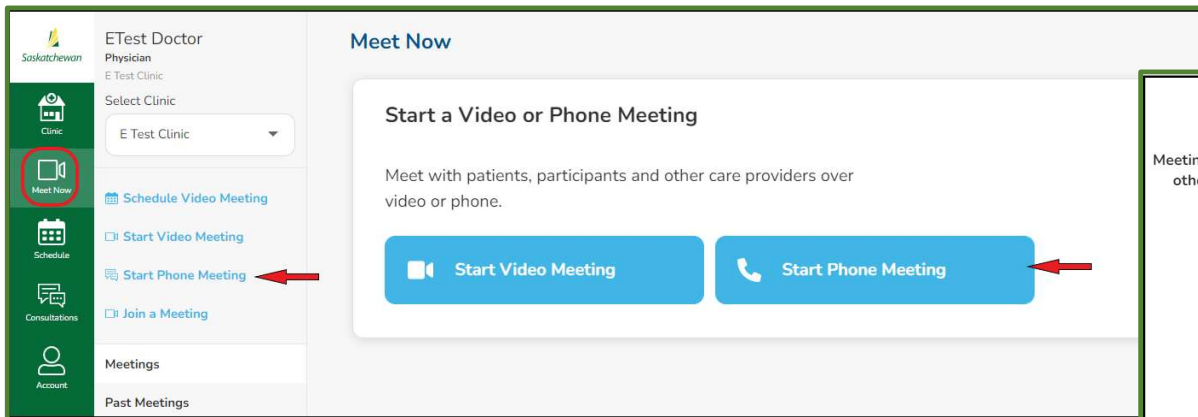 Saskatchewan
Clinic
Meet Now
Schedule
Consultations
Account
ETest Doctor
Physician
E Test Clinic
Select Clinic
E Test Clinic
Schedule Video Meeting
Start Video Meeting
Start Phone Meeting
Join a Meeting
Meetings
Past Meetings
Meet Now
Start a Video or Phone Meeting
Meet with patients, participants and other care providers over
video or phone.
Start Video Meeting
Start Phone Meeting